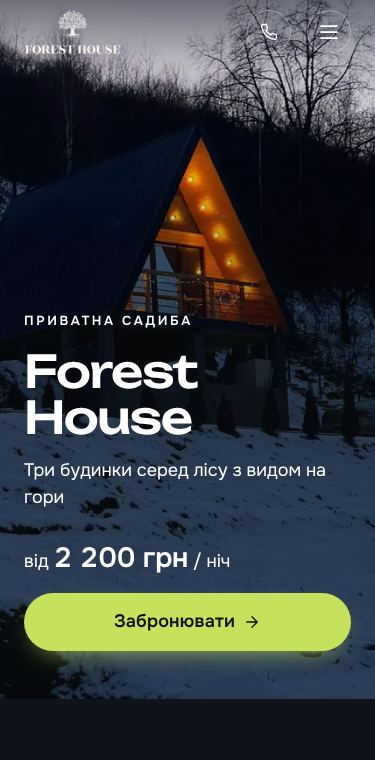 FOREST HOUSE
ПРИВАТНА САДИБА
Forest
House
Три будинки серед лісу з видом на
гори
від 2 200 грн / ніч
Забронювати →